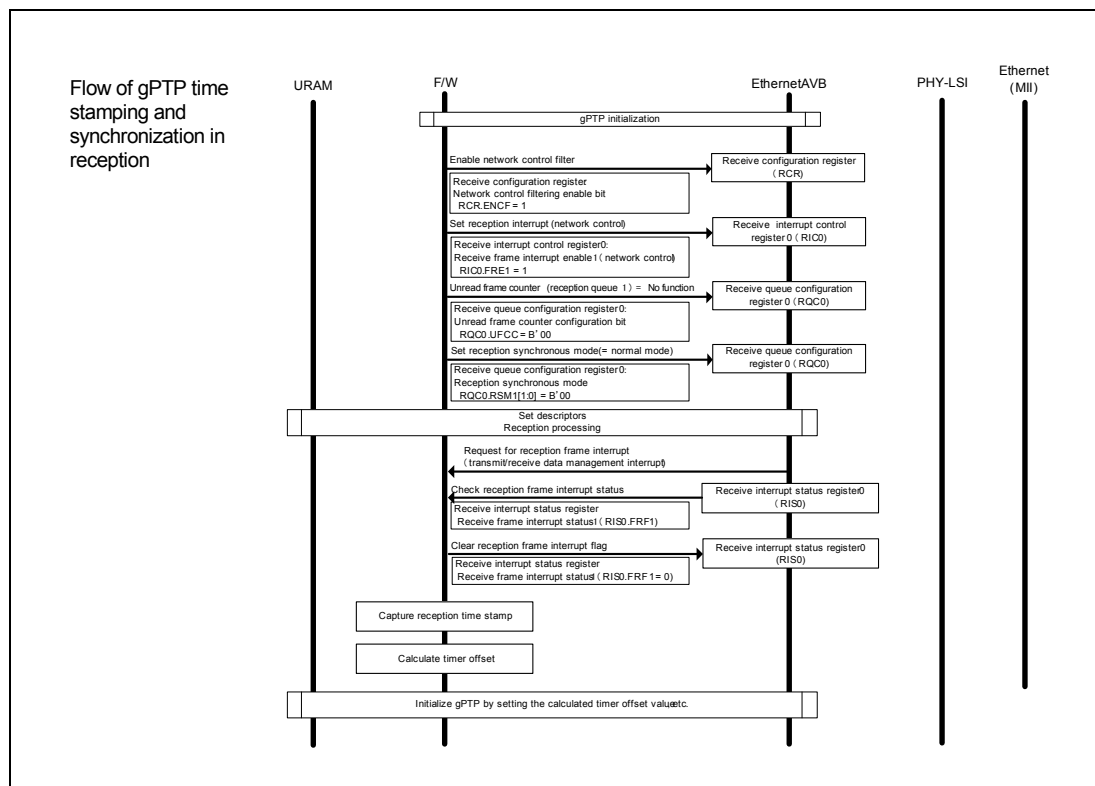 Flow of gPTP time
stamping and
synchronization in
reception
URAM
F/W
EthernetAVB
PHY-LSI
Ethernet
(MII)
gPTP initialization
Enable network control filter
Receive configuration register
(RCR)
Receive configuration register
Network control filtering enable bit
RCR.ENCF = 1
Set reception interrupt (network control)
Receive interrupt control
register 0 (RIC0)
Receive interrupt control register0:
Receive frame interrupt enable1 (network control)
RIC0.FRE1 = 1
Unread frame counter (reception queue 1) = No function
Receive queue configuration
register 0 (RQC0)
Receive queue configuration register0:
Unread frame counter configuration bit
RQC0.UFCC = B'00
Set reception synchronous mode(= normal mode)
Receive queue configuration
register 0 (RQC0)
Receive queue configuration register0:
Reception synchronous mode
RQC0.RSM1[1:0] = B'00
Set descriptors
Reception processing
Request for reception frame interrupt
(transmit/receive data management interrupt)
Check reception frame interrupt status
Receive interrupt status register0
(RIS0)
Receive interrupt status register
Receive frame interrupt status1 (RIS0.FRF1)
Clear reception frame interrupt flag
Receive interrupt status register0
(RIS0)
Receive interrupt status register
Receive frame interrupt status1 (RIS0.FRF1 = 0)
Capture reception time stamp
Calculate timer offset
Initialize gPTP by setting the calculated timer offset value,etc.